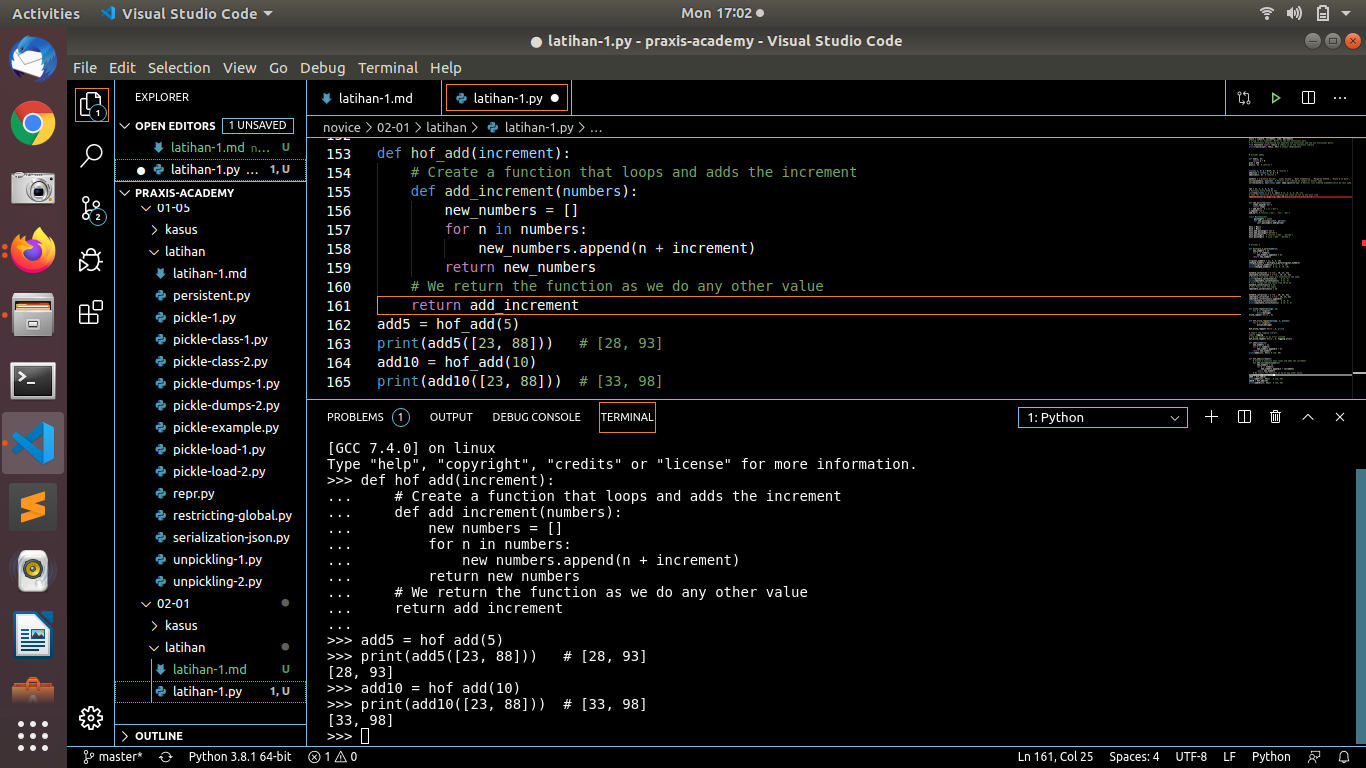 Activities
Visual Studio Code
Mon 17:02
latihan-1.py - praxis-academy - Visual Studio Code
File Edit Selection View Go Debug Terminal Help
EXPLORER
OPEN EDITORS 1 UNSAVED
latihan-1.md n... U
latihan-1.py ... 1, U
PRAXIS-ACADEMY
01-05
kasus
latihan
latihan-1.md
persistent.py
pickle-1.py
pickle-class-1.py
pickle-class-2.py
pickle-dumps-1.py
pickle-dumps-2.py
pickle-example.py
pickle-load-1.py
pickle-load-2.py
repr.py
restricting-global.py
serialization-json.py
unpickling-1.py
unpickling-2.py
02-01
kasus
latihan
latihan-1.md U
latihan-1.py 1, U
OUTLINE
1
2
latihan-1.md
latihan-1.py
novice > 02-01 > latihan > latihan-1.py > ...
152
153 def hof_add(increment):
154     # Create a function that loops and adds the increment
155     def add_increment(numbers):
156         new_numbers = []
157         for n in numbers:
158             new_numbers.append(n + increment)
159         return new_numbers
160     # We return the function as we do any other value
161     return add_increment
162 add5 = hof_add(5)
163 print(add5([23, 88]))   # [28, 93]
164 add10 = hof_add(10)
165 print(add10([23, 88]))  # [33, 98]
PROBLEMS 1 OUTPUT DEBUG CONSOLE TERMINAL 1: Python
[GCC 7.4.0] on linux
Type "help", "copyright", "credits" or "license" for more information.
>>> def hof add(increment):
...     # Create a function that loops and adds the increment
...     def add increment(numbers):
...         new numbers = []
...         for n in numbers:
...             new numbers.append(n + increment)
...         return new numbers
...     # We return the function as we do any other value
...     return add increment
...
>>> add5 = hof add(5)
>>> print(add5([23, 88]))   # [28, 93]
[28, 93]
>>> add10 = hof add(10)
>>> print(add10([23, 88]))  # [33, 98]
[33, 98]
>>>
master* Python 3.8.1 64-bit 1 0 Ln 161, Col 25 Spaces: 4 UTF-8 LF Python